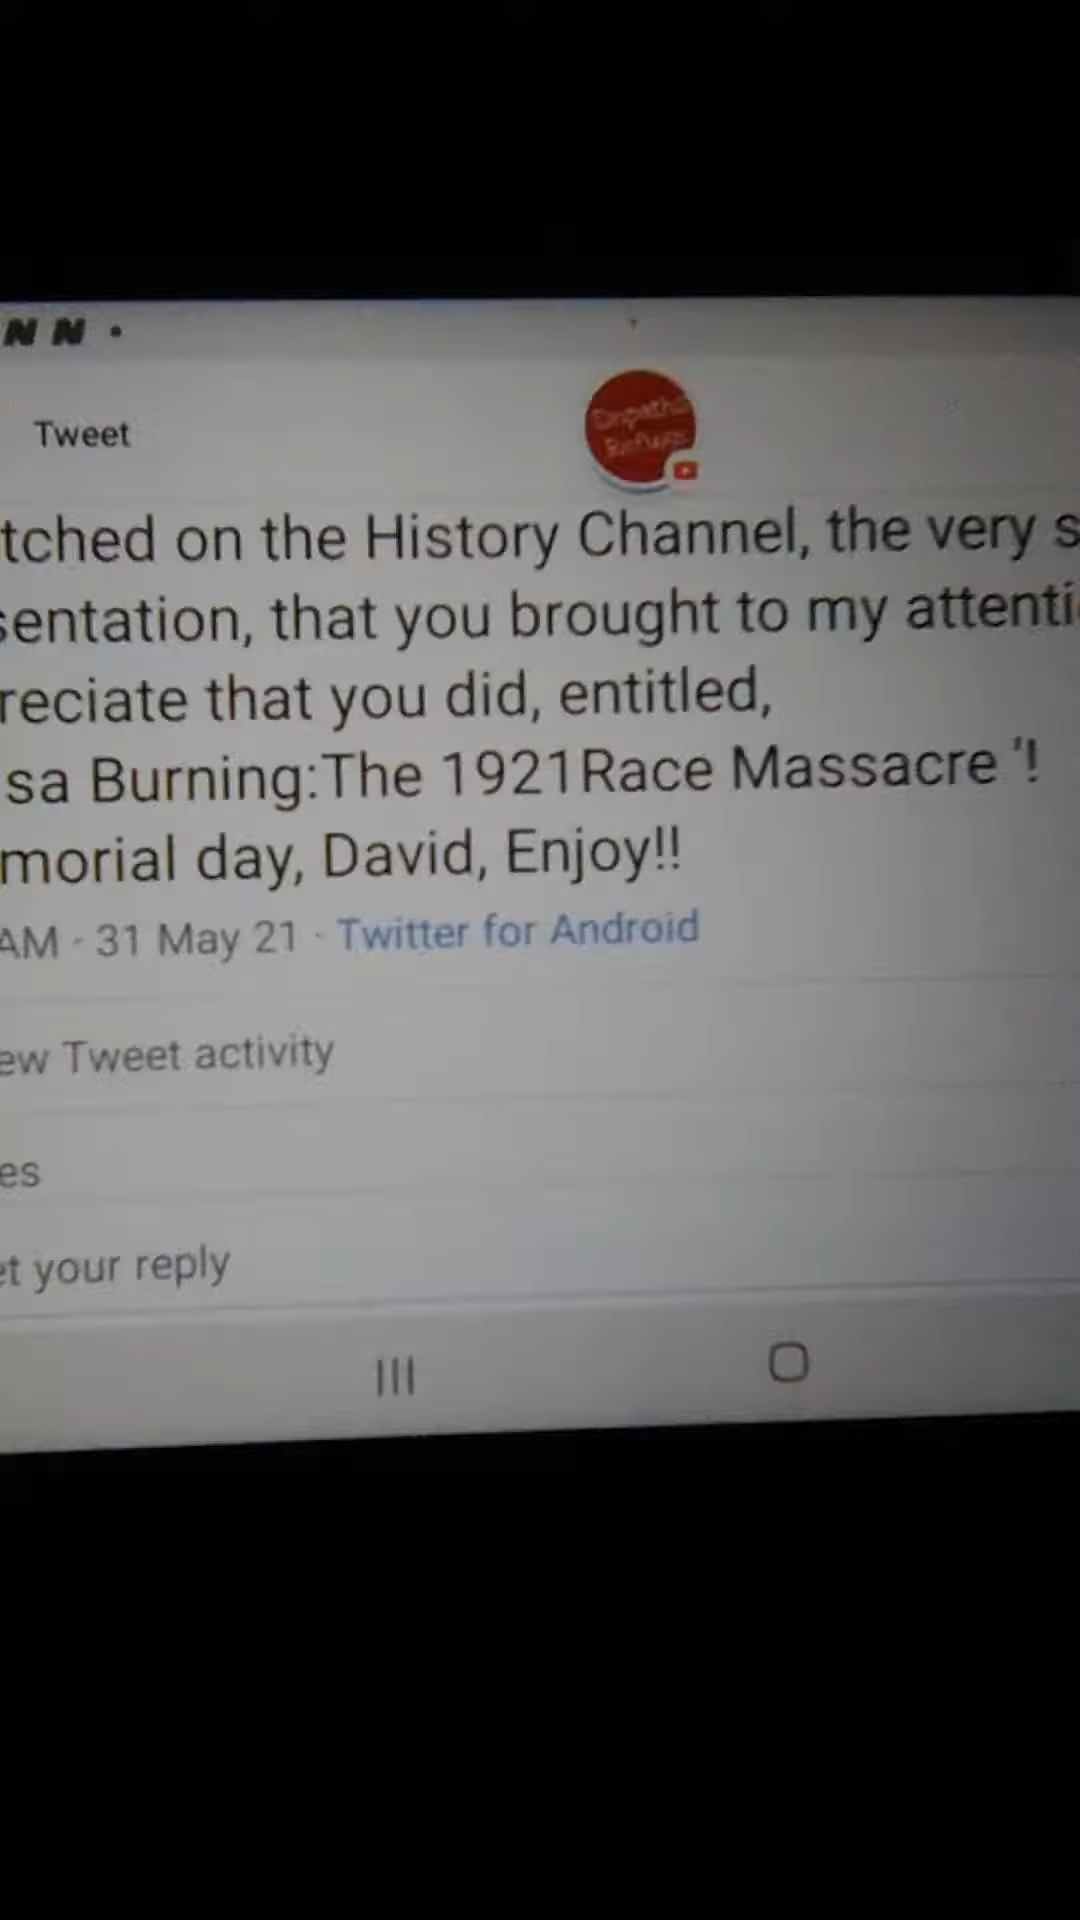 N N •
Tweet
tched on the History Channel, the very s
sentation, that you brought to my attenti
reciate that you did, entitled,
sa Burning:The 1921Race Massacre '!
morial day, David, Enjoy!!
AM · 31 May 21 · Twitter for Android
ew Tweet activity
es
et your reply